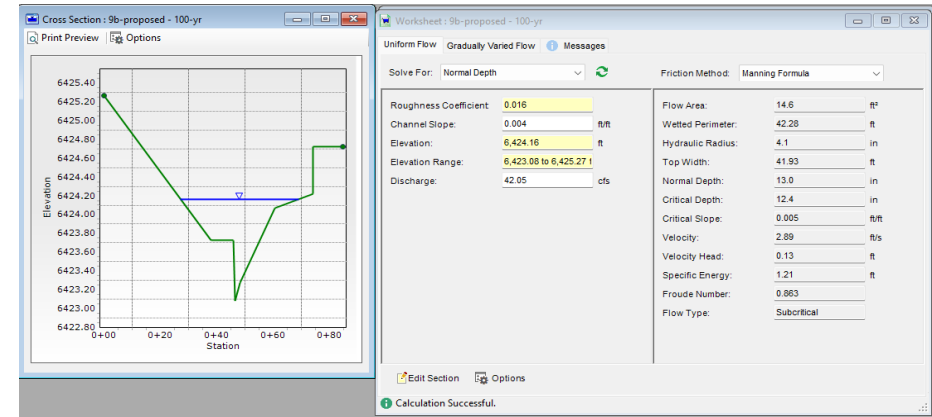 Cross Section : 9b-proposed - 100-yr
Print Preview Options
6425.40
6425.20
6425.00
6424.80
6424.60
6424.40
6424.20
6424.00
6423.80
6423.60
6423.40
6423.20
6423.00
6422.80
Elevation
0+00 0+20 0+40 0+60 0+80
Station
Worksheet : 9b-proposed - 100-yr
Uniform Flow Gradually Varied Flow Messages
Solve For: Normal Depth Friction Method: Manning Formula
Roughness Coefficient 0.016
Channel Slope: 0.004 ft/ft
Elevation: 6,424.16 ft
Elevation Range: 6,423.08 to 6,425.27 f
Discharge: 42.05 cfs
Flow Area: 14.6 ft²
Wetted Perimeter: 42.28 ft
Hydraulic Radius: 4.1 in
Top Width: 41.93 ft
Normal Depth: 13.0 in
Critical Depth: 12.4 in
Critical Slope: 0.005 ft/ft
Velocity: 2.89 ft/s
Velocity Head: 0.13 ft
Specific Energy: 1.21 ft
Froude Number: 0.863
Flow Type: Subcritical
Edit Section Options
Calculation Successful.